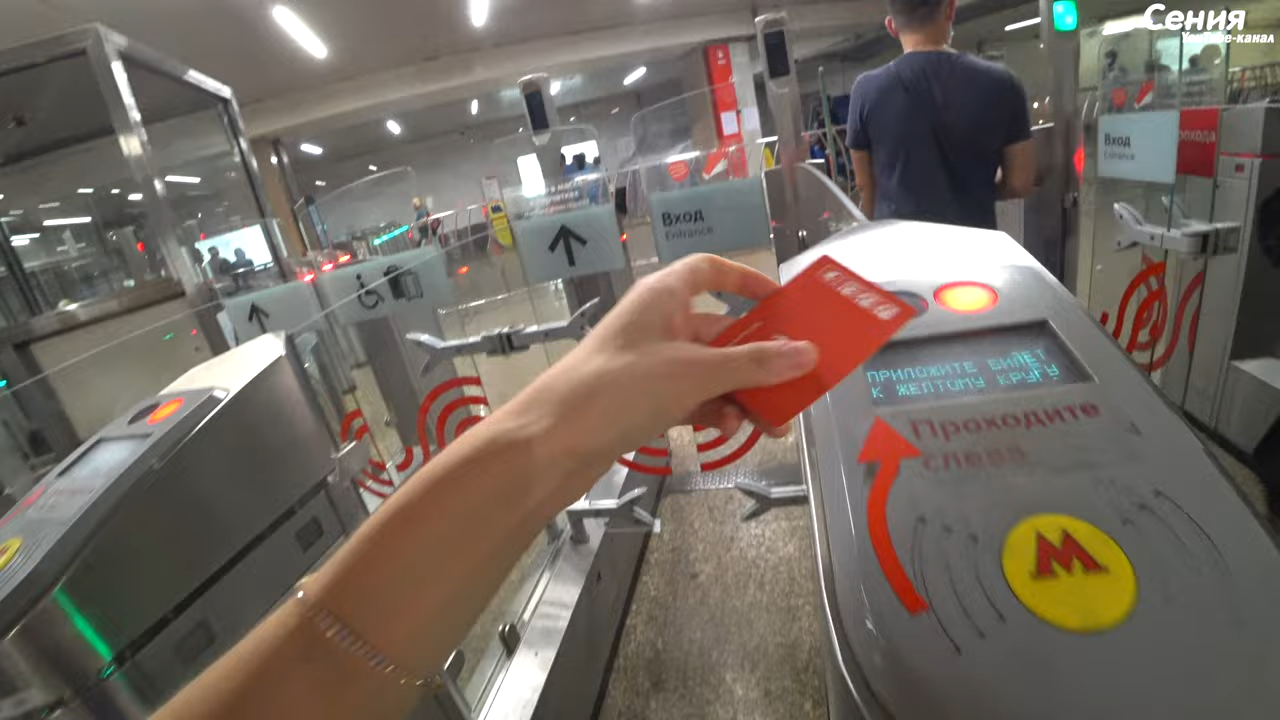 Сения
YouTube-канал
Вход
Entrance
Вход
Entrance
ПРИЛОЖИТЕ БИЛЕТ
К ЖЕЛТОМУ КРУГУ
Проходите
слева
М